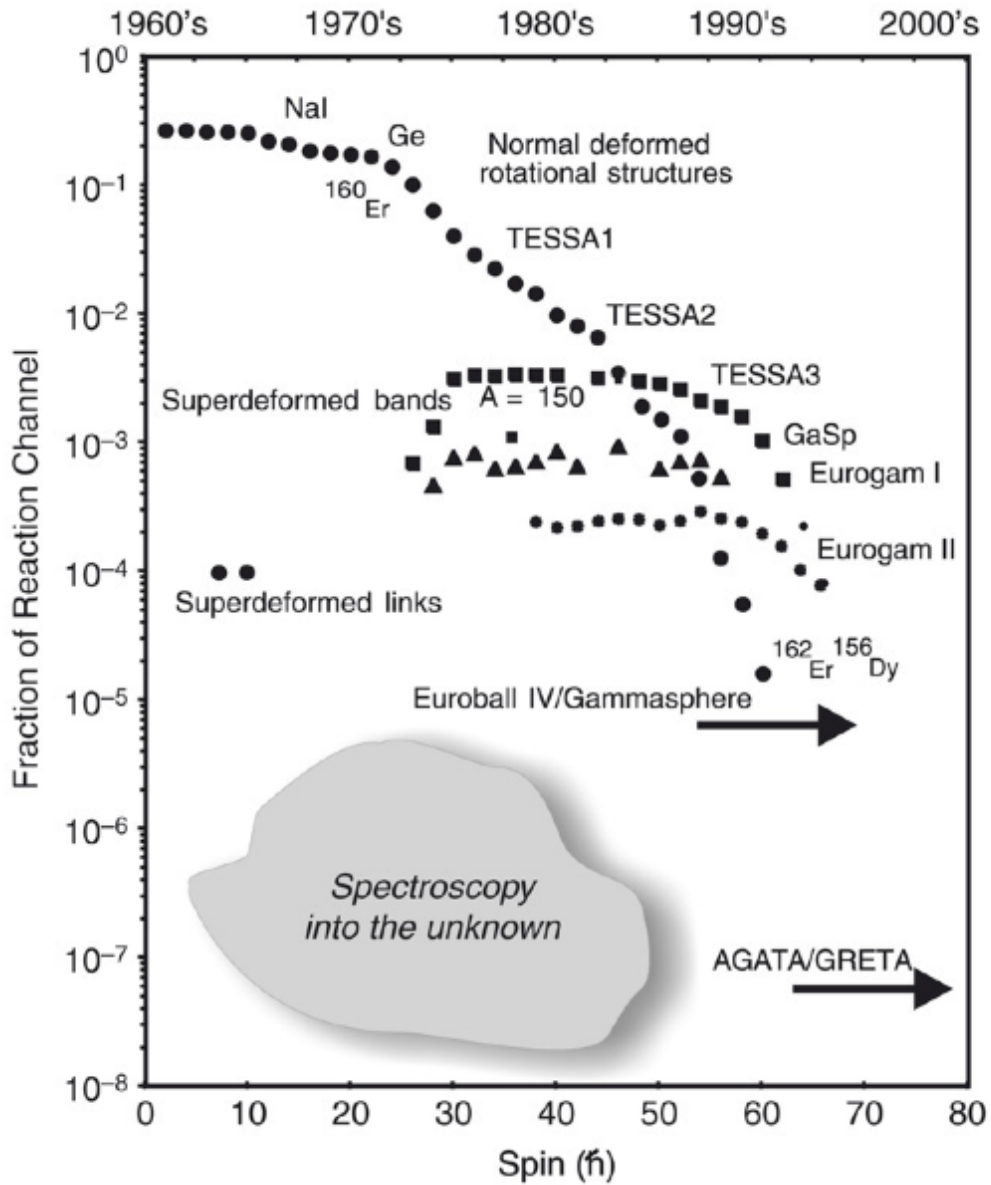 1960's 1970's 1980's 1990's 2000's
10⁰
NaI
Ge
Normal deformed
rotational structures
10⁻¹
¹⁶⁰Er
TESSA1
10⁻²
TESSA2
TESSA3
Superdeformed bands A = 150
10⁻³
GaSp
Eurogam I
Eurogam II
10⁻⁴
Superdeformed links
¹⁶²Er ¹⁵⁶Dy
Euroball IV/Gammasphere
10⁻⁵
10⁻⁶
Spectroscopy
into the unknown
10⁻⁷
AGATA/GRETA
10⁻⁸
0 10 20 30 40 50 60 70 80
Spin (ℏ)
Fraction of Reaction Channel